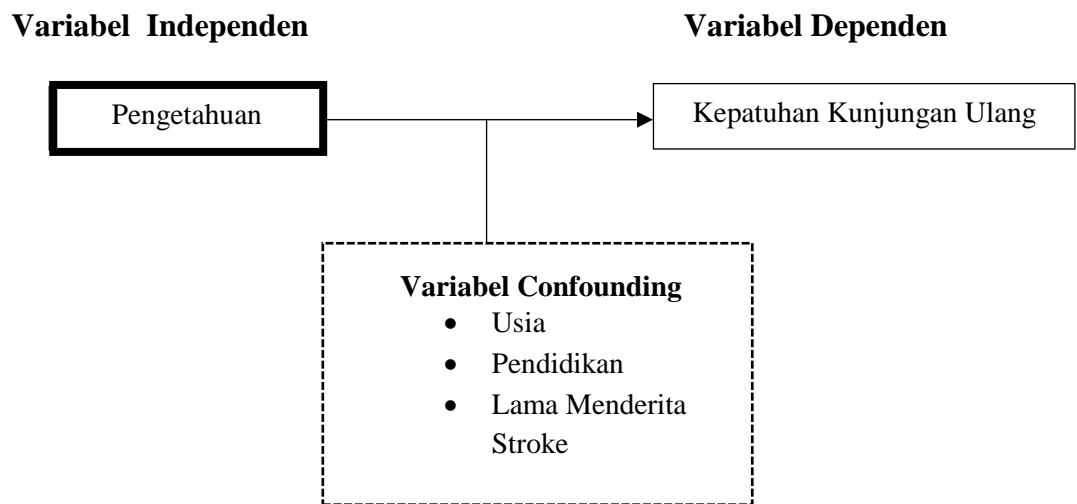 Variabel Independen
Variabel Dependen
Pengetahuan
Kepatuhan Kunjungan Ulang
Variabel Confounding
• Usia
• Pendidikan
• Lama Menderita
Stroke